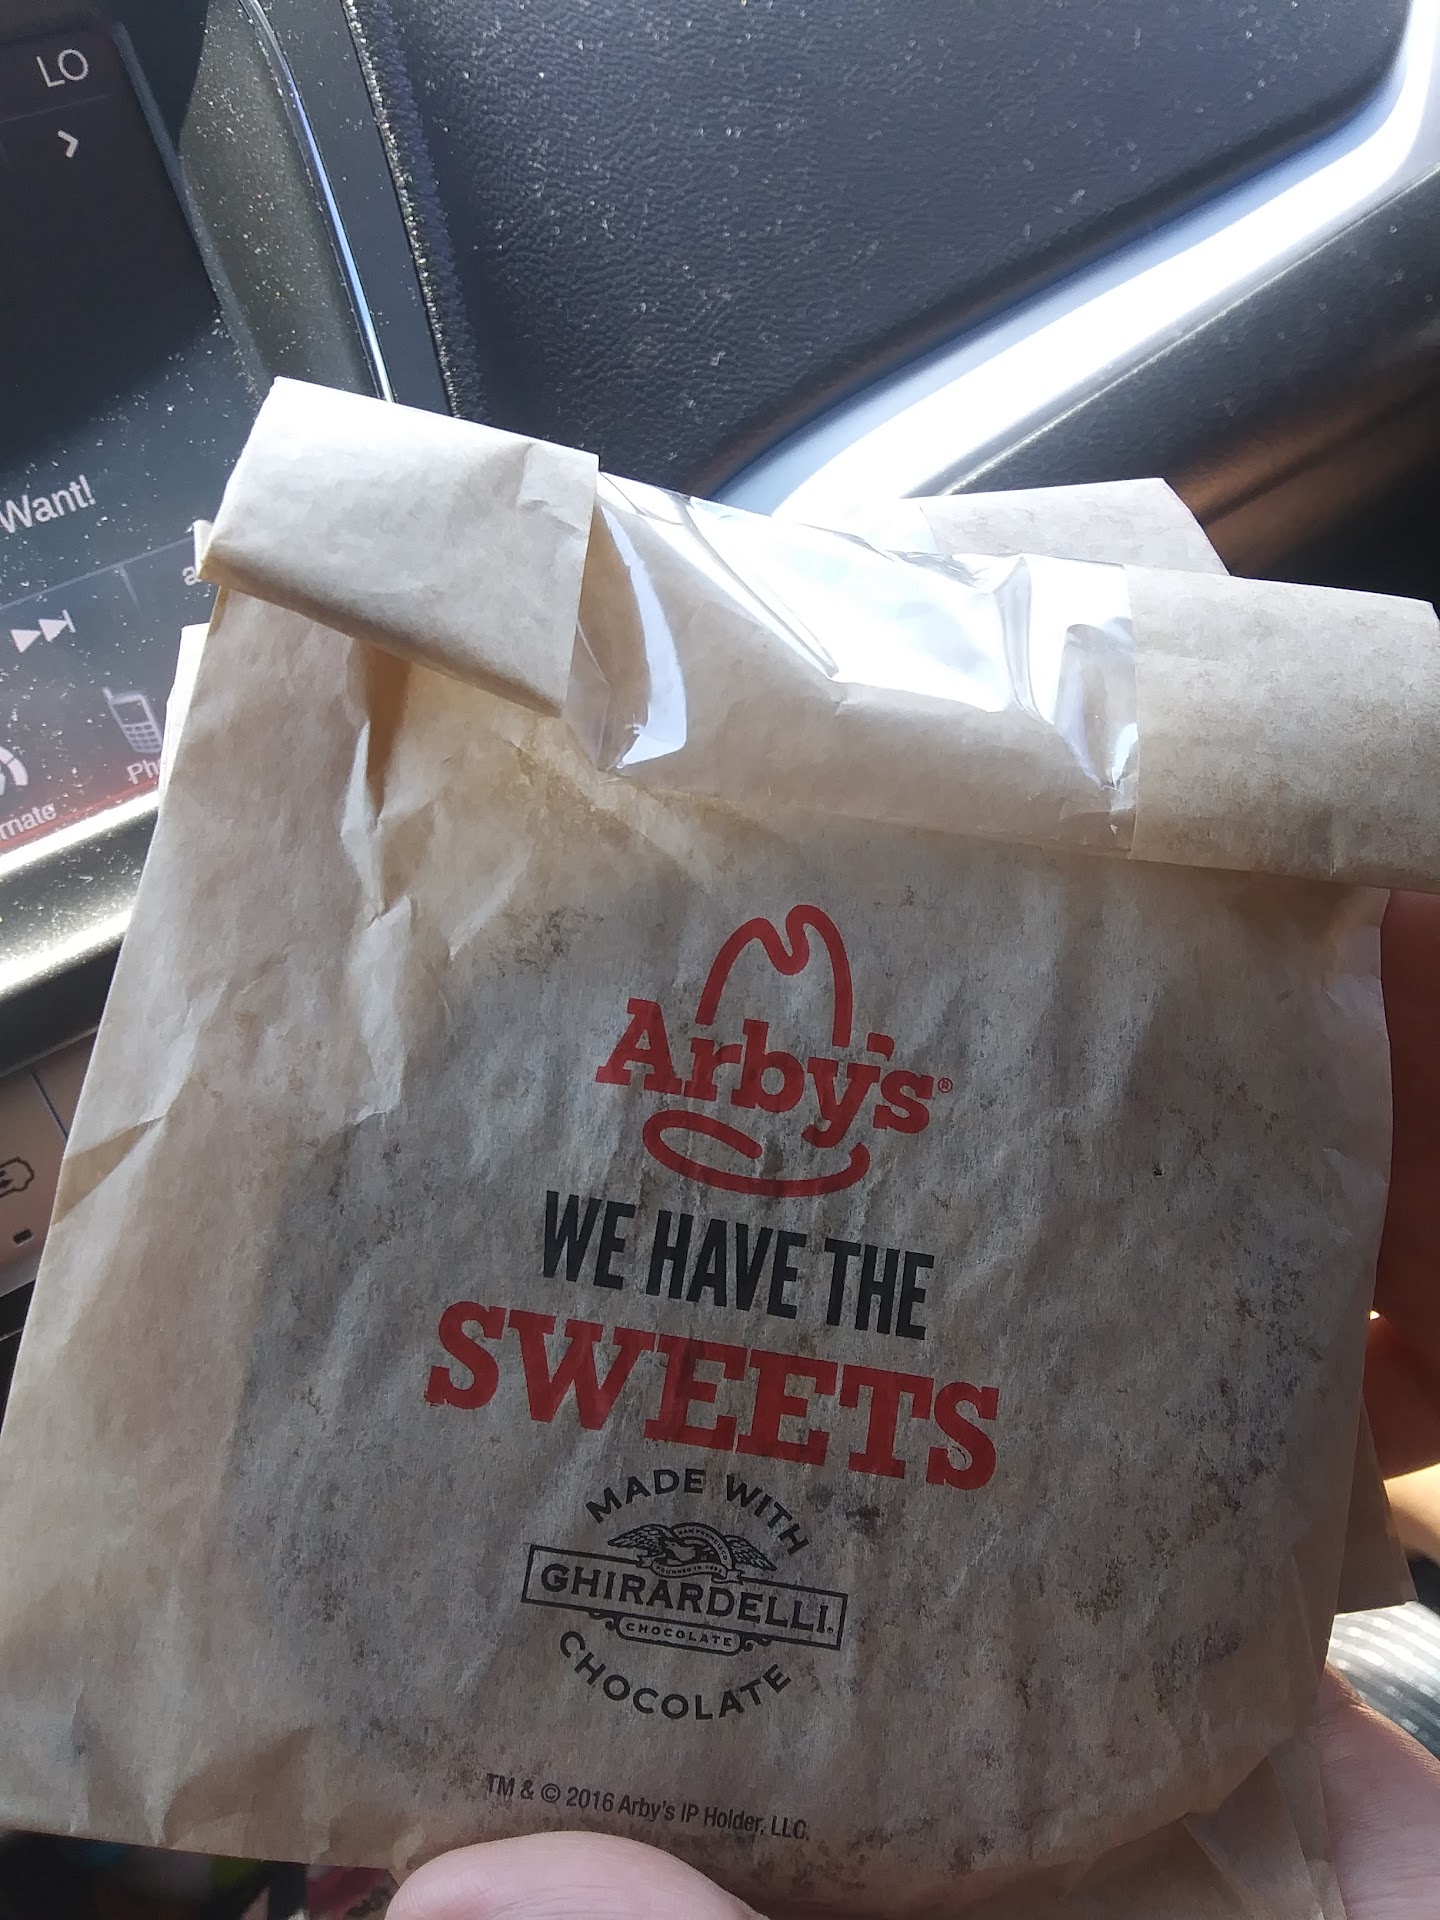 LO
Want!
Arby's®
WE HAVE THE
SWEETS
MADE WITH
GHIRARDELLI
CHOCOLATE
CHOCOLATE
TM & © 2016 Arby's IP Holder, LLC.